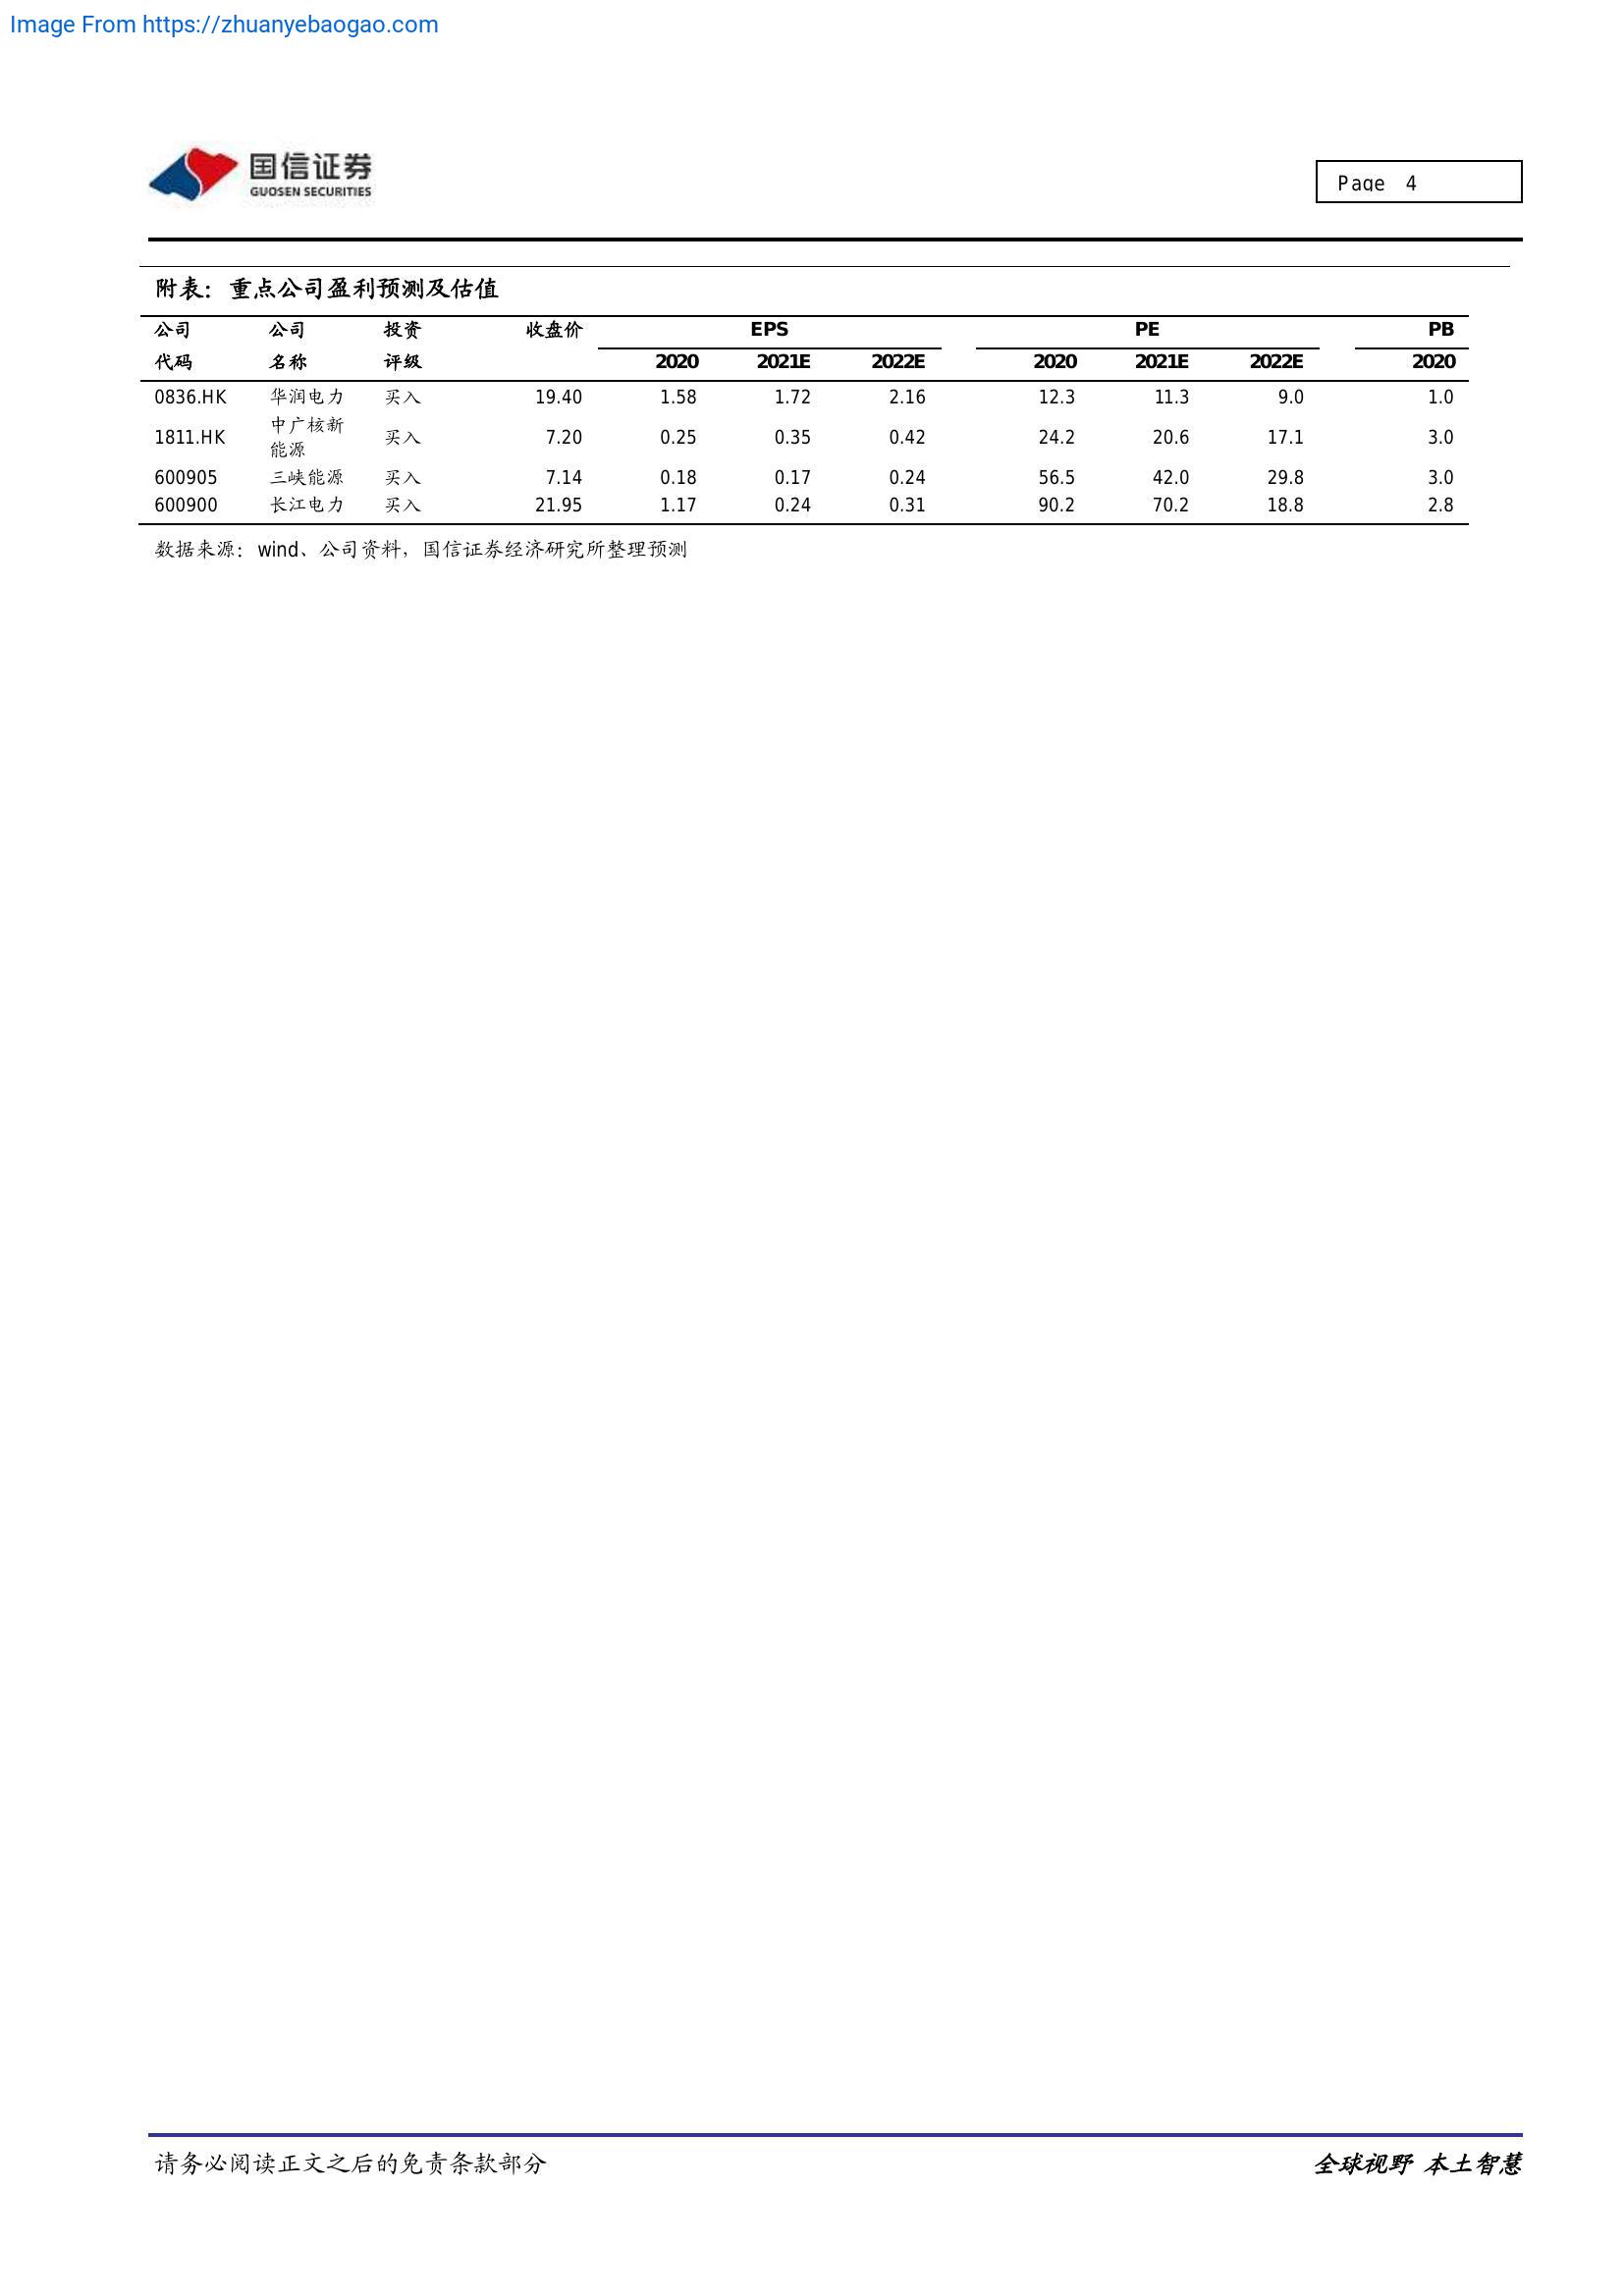 Image From https://zhuanyebaogao.com
国信证券
GUOSEN SECURITIES
Page 4
附表：重点公司盈利预测及估值
公司 公司 投资 收盘价 EPS PE PB
代码 名称 评级 2020 2021E 2022E 2020 2021E 2022E 2020
0836.HK 华润电力 买入 19.40 1.58 1.72 2.16 12.3 11.3 9.0 1.0
1811.HK 中广核新能源 买入 7.20 0.25 0.35 0.42 24.2 20.6 17.1 3.0
600905 三峡能源 买入 7.14 0.18 0.17 0.24 56.5 42.0 29.8 3.0
600900 长江电力 买入 21.95 1.17 0.24 0.31 90.2 70.2 18.8 2.8
数据来源：wind、公司资料，国信证券经济研究所整理预测
请务必阅读正文之后的免责条款部分 全球视野 本土智慧